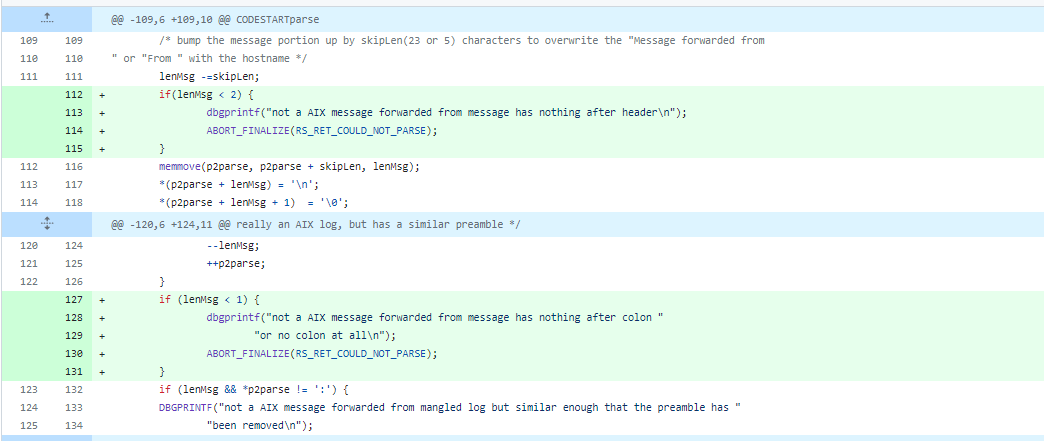 @@ -109,6 +109,10 @@ CODESTARTparse
109 109 /* bump the message portion up by skipLen(23 or 5) characters to overwrite the "Message forwarded from
110 110 " or "From " with the hostname */
111 111 lenMsg -=skipLen;
112 + if(lenMsg < 2) {
113 + dbgprintf("not a AIX message forwarded from message has nothing after header\n");
114 + ABORT_FINALIZE(RS_RET_COULD_NOT_PARSE);
115 + }
112 116 memmove(p2parse, p2parse + skipLen, lenMsg);
113 117 *(p2parse + lenMsg) = '\n';
114 118 *(p2parse + lenMsg + 1)  = '\0';
@@ -120,6 +124,11 @@ really an AIX log, but has a similar preamble */
120 124 --lenMsg;
121 125 ++p2parse;
122 126 }
127 + if (lenMsg < 1) {
128 + dbgprintf("not a AIX message forwarded from message has nothing after colon "
129 + "or no colon at all\n");
130 + ABORT_FINALIZE(RS_RET_COULD_NOT_PARSE);
131 + }
123 132 if (lenMsg && *p2parse != ':') {
124 133 DBGPRINTF("not a AIX message forwarded from mangled log but similar enough that the preamble has "
125 134 "been removed\n");